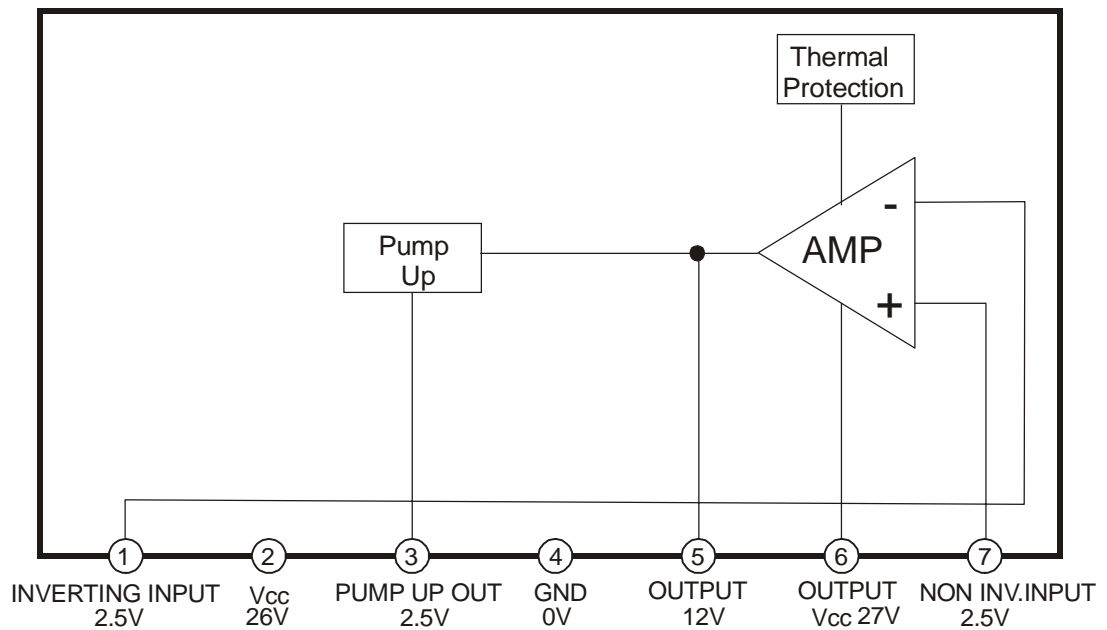 Thermal
Protection
-
AMP
+
Pump
Up
1 2 3 4 5 6 7
INVERTING INPUT Vcc PUMP UP OUT GND OUTPUT OUTPUT NON INV.INPUT
2.5V 26V 2.5V 0V 12V Vcc 27V 2.5V